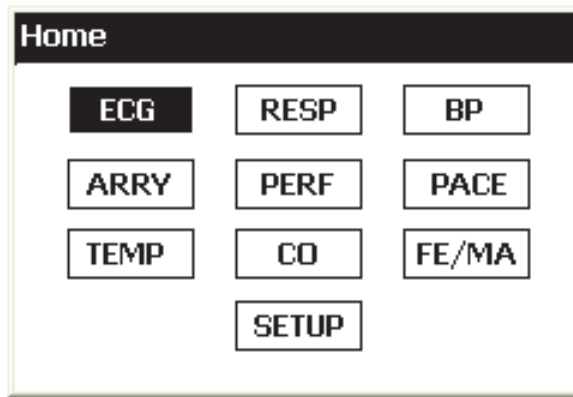 Home
ECG RESP BP
ARRY PERF PACE
TEMP CO FE/MA
SETUP